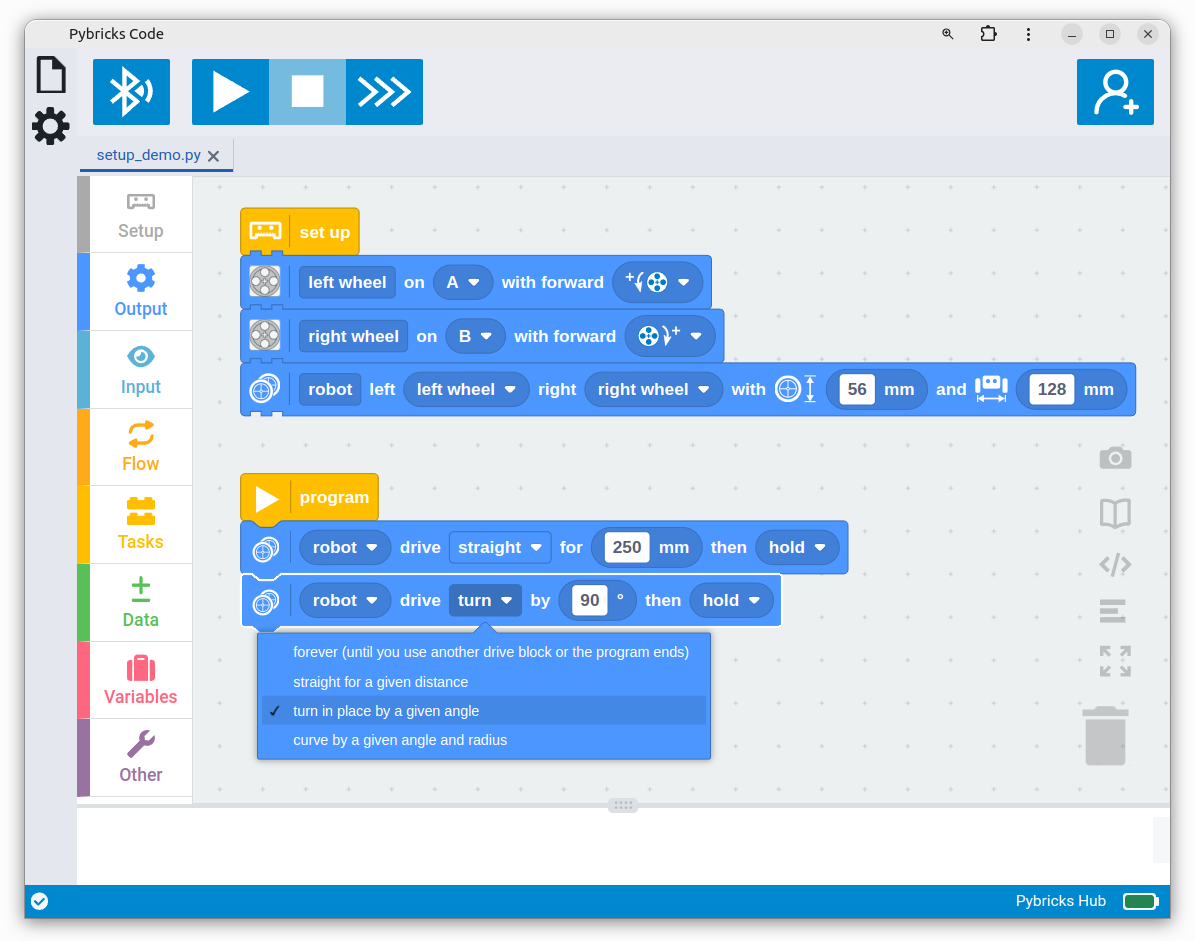 Pybricks Code
setup_demo.py
Setup
Output
Input
Flow
Tasks
Data
Variables
Other
set up
left wheel on A with forward
right wheel on B with forward
robot left left wheel right right wheel with 56 mm and 128 mm
program
robot drive straight for 250 mm then hold
robot drive turn by 90 ° then hold
forever (until you use another drive block or the program ends)
straight for a given distance
✓ turn in place by a given angle
curve by a given angle and radius
Pybricks Hub